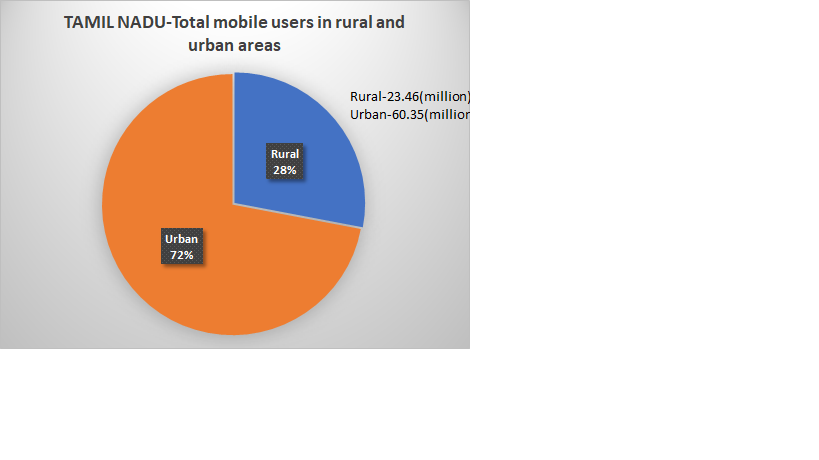 TAMIL NADU-Total mobile users in rural and
urban areas
Rural-23.46(million)
Urban-60.35(million
Rural
28%
Urban
72%